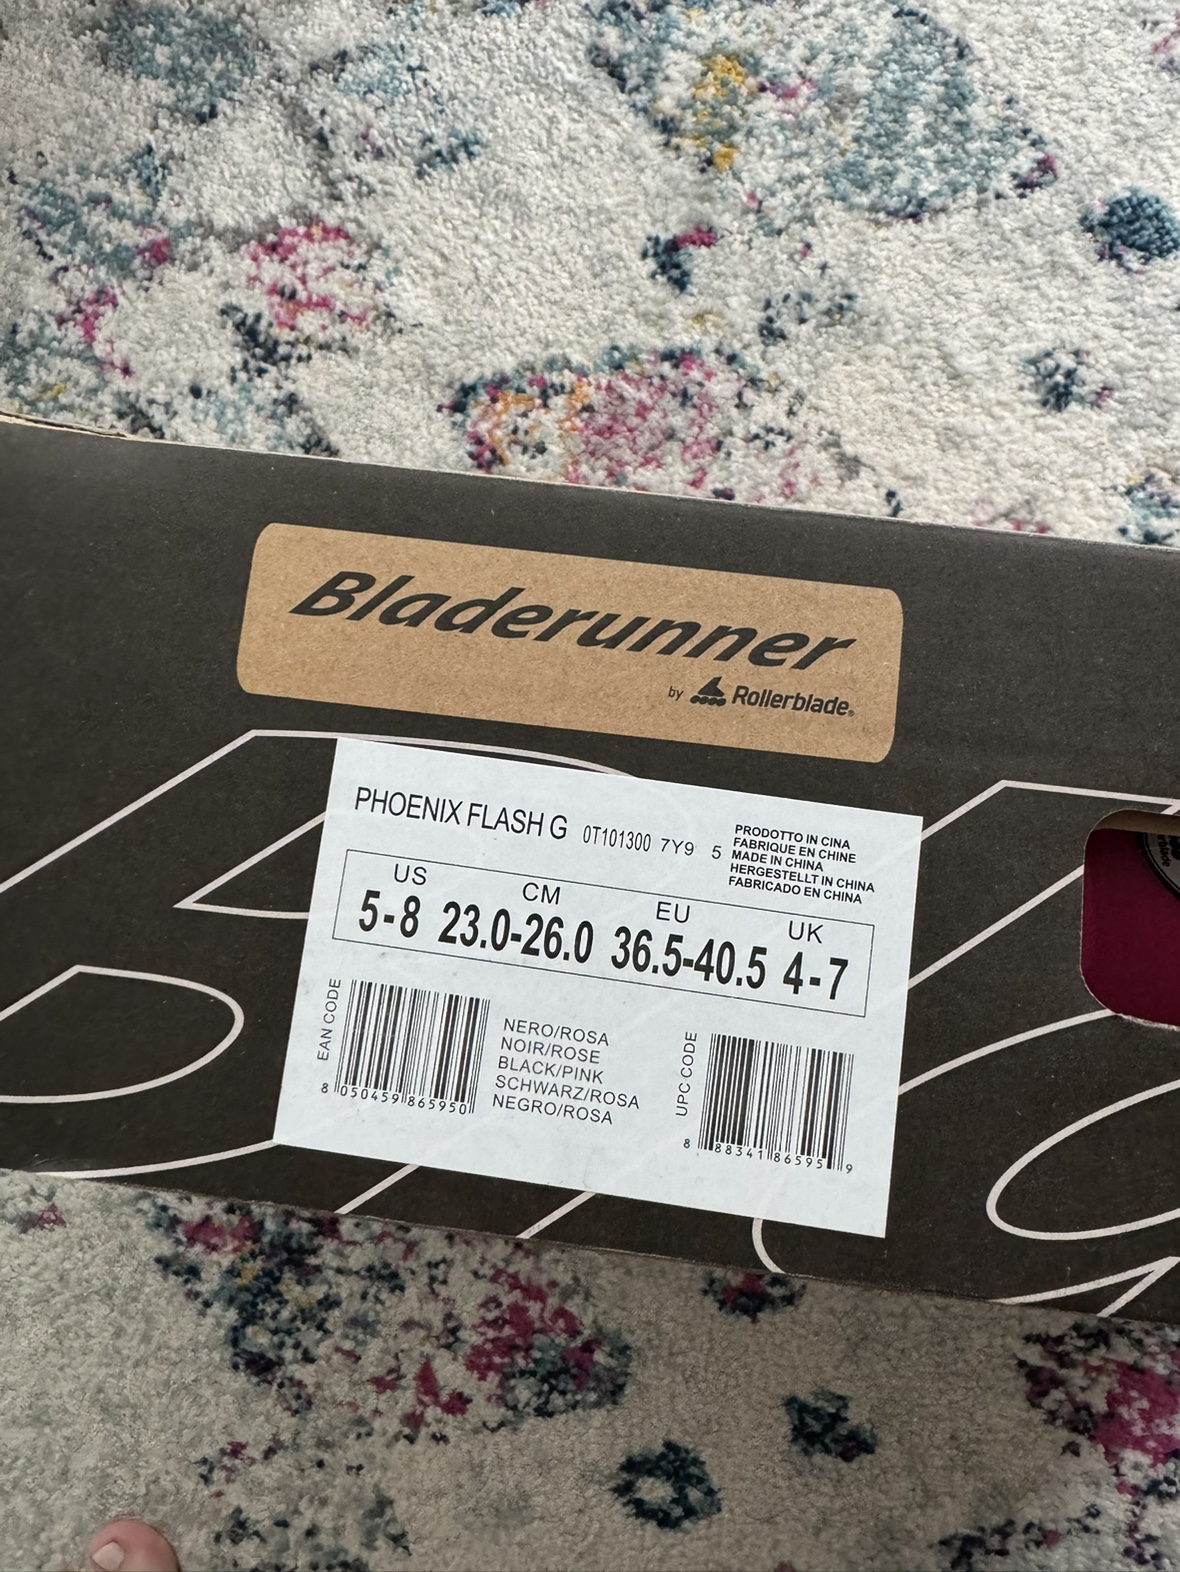 Bladerunner
by Rollerblade®
PHOENIX FLASH G 0T101300 7Y9 5
PRODOTTO IN CINA
FABRIQUE EN CHINE
MADE IN CHINA
HERGESTELLT IN CHINA
FABRICADO EN CHINA
US CM EU UK
5-8 23.0-26.0 36.5-40.5 4-7
EAN CODE
8 050459 865950
NERO/ROSA
NOIR/ROSE
BLACK/PINK
SCHWARZ/ROSA
NEGRO/ROSA
UPC CODE
8 88341 86595 9